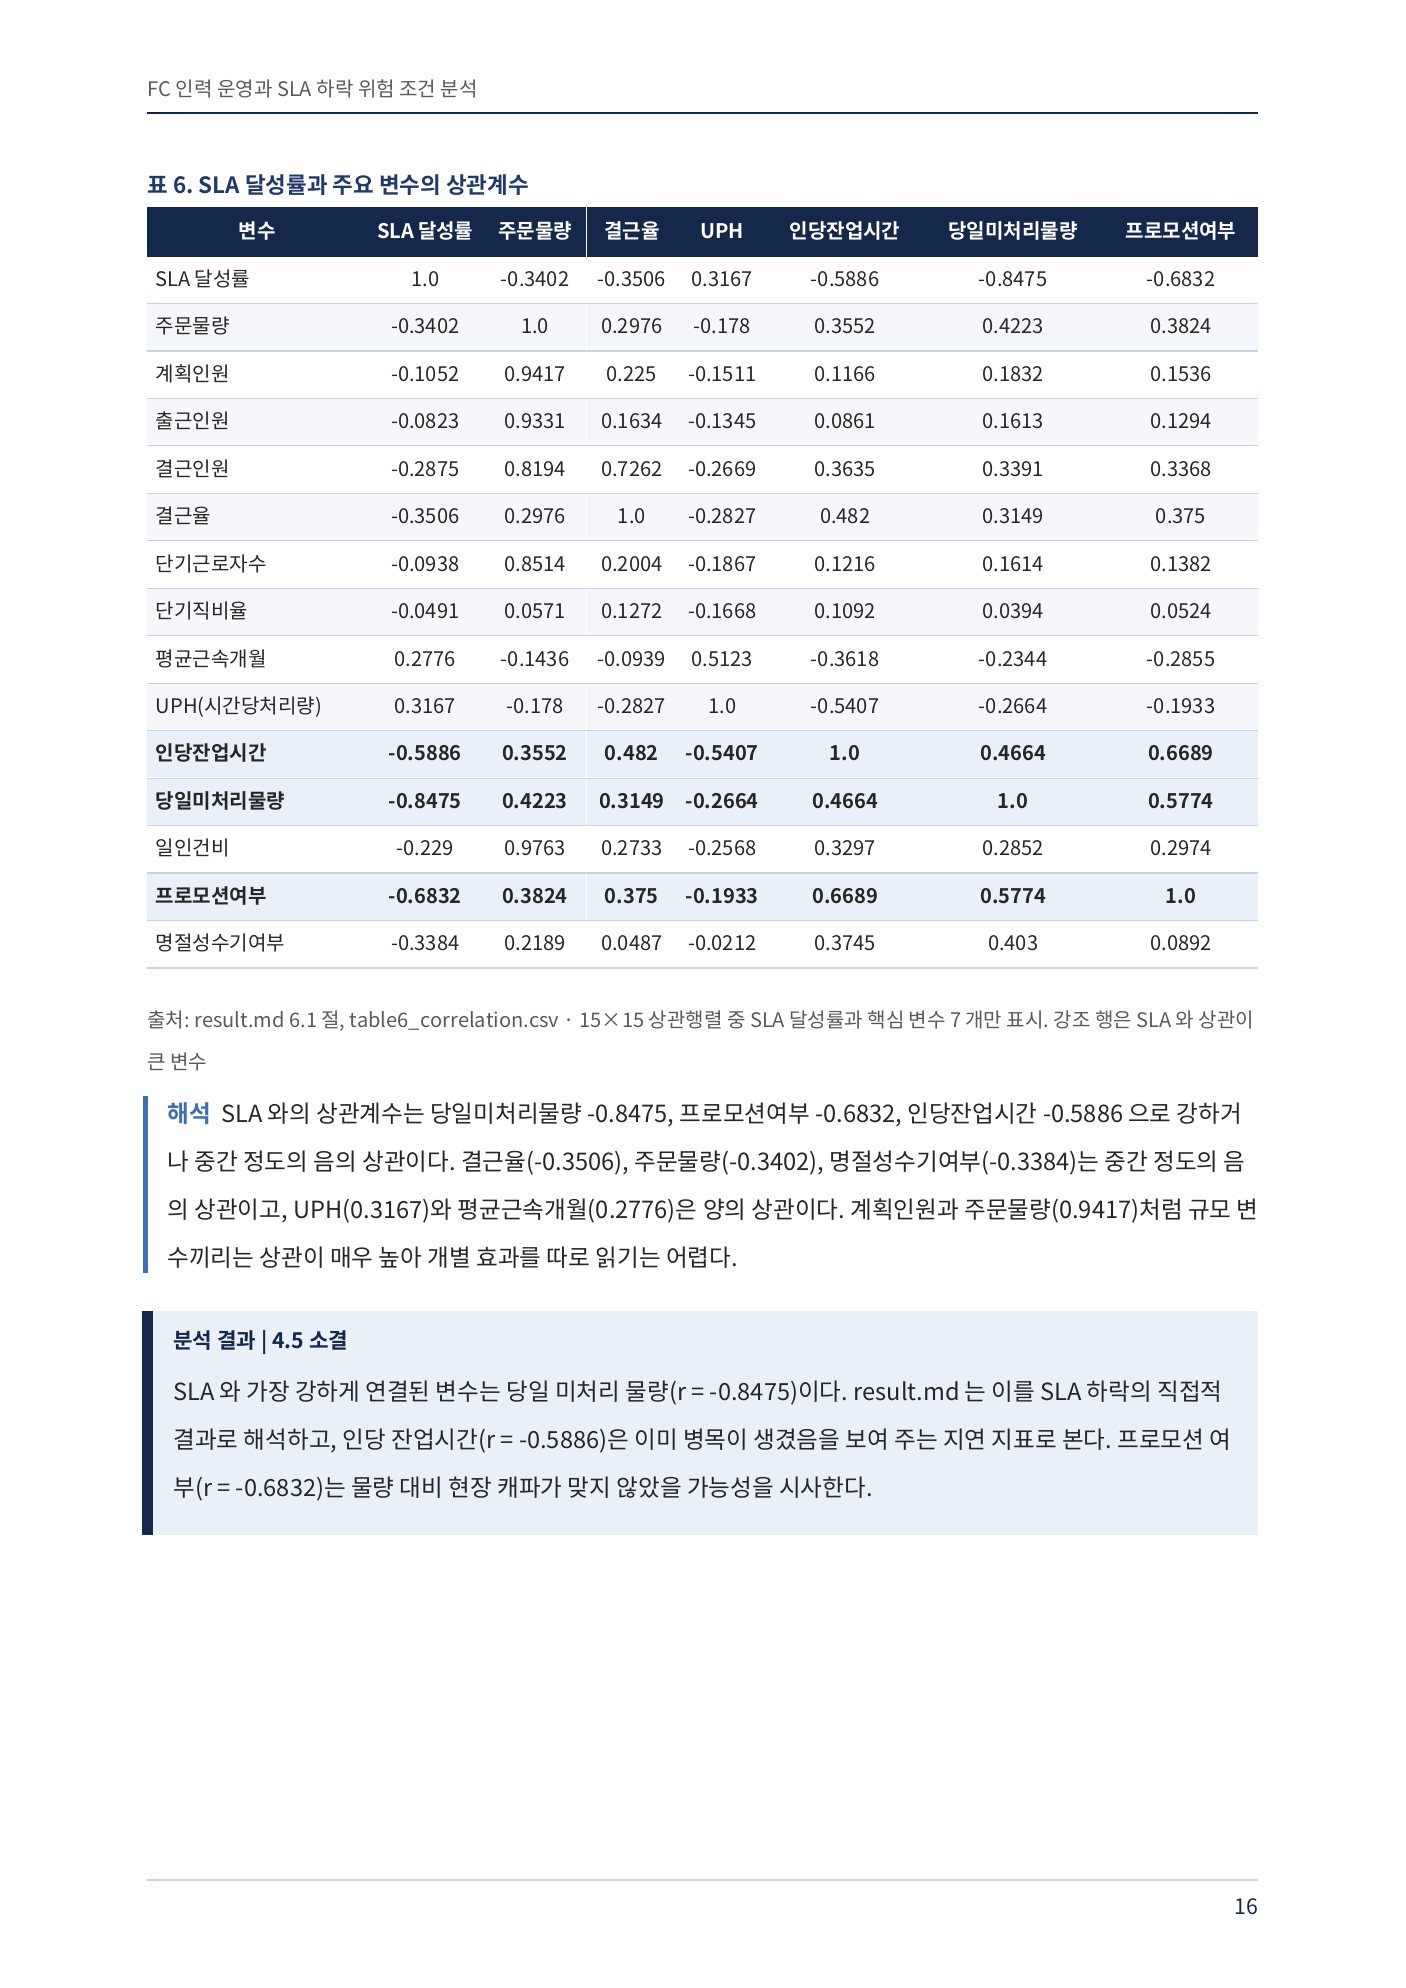 FC 인력 운영과 SLA 하락 위험 조건 분석
표 6. SLA 달성률과 주요 변수의 상관계수
변수 SLA 달성률 주문물량 결근율 UPH 인당잔업시간 당일미처리물량 프로모션여부
SLA 달성률 1.0 -0.3402 -0.3506 0.3167 -0.5886 -0.8475 -0.6832
주문물량 -0.3402 1.0 0.2976 -0.178 0.3552 0.4223 0.3824
계획인원 -0.1052 0.9417 0.225 -0.1511 0.1166 0.1832 0.1536
출근인원 -0.0823 0.9331 0.1634 -0.1345 0.0861 0.1613 0.1294
결근인원 -0.2875 0.8194 0.7262 -0.2669 0.3635 0.3391 0.3368
결근율 -0.3506 0.2976 1.0 -0.2827 0.482 0.3149 0.375
단기근로자수 -0.0938 0.8514 0.2004 -0.1867 0.1216 0.1614 0.1382
단기직비율 -0.0491 0.0571 0.1272 -0.1668 0.1092 0.0394 0.0524
평균근속개월 0.2776 -0.1436 -0.0939 0.5123 -0.3618 -0.2344 -0.2855
UPH(시간당처리량) 0.3167 -0.178 -0.2827 1.0 -0.5407 -0.2664 -0.1933
인당잔업시간 -0.5886 0.3552 0.482 -0.5407 1.0 0.4664 0.6689
당일미처리물량 -0.8475 0.4223 0.3149 -0.2664 0.4664 1.0 0.5774
일인건비 -0.229 0.9763 0.2733 -0.2568 0.3297 0.2852 0.2974
프로모션여부 -0.6832 0.3824 0.375 -0.1933 0.6689 0.5774 1.0
명절성수기여부 -0.3384 0.2189 0.0487 -0.0212 0.3745 0.403 0.0892
출처: result.md 6.1 절, table6_correlation.csv · 15×15 상관행렬 중 SLA 달성률과 핵심 변수 7 개만 표시. 강조 행은 SLA 와 상관이
큰 변수
해석 SLA 와의 상관계수는 당일미처리물량 -0.8475, 프로모션여부 -0.6832, 인당잔업시간 -0.5886 으로 강하거
나 중간 정도의 음의 상관이다. 결근율(-0.3506), 주문물량(-0.3402), 명절성수기여부(-0.3384)는 중간 정도의 음
의 상관이고, UPH(0.3167)와 평균근속개월(0.2776)은 양의 상관이다. 계획인원과 주문물량(0.9417)처럼 규모 변
수끼리는 상관이 매우 높아 개별 효과를 따로 읽기는 어렵다.
분석 결과 | 4.5 소결
SLA 와 가장 강하게 연결된 변수는 당일 미처리 물량(r = -0.8475)이다. result.md 는 이를 SLA 하락의 직접적
결과로 해석하고, 인당 잔업시간(r = -0.5886)은 이미 병목이 생겼음을 보여 주는 지연 지표로 본다. 프로모션 여
부(r = -0.6832)는 물량 대비 현장 캐파가 맞지 않았을 가능성을 시사한다.
16